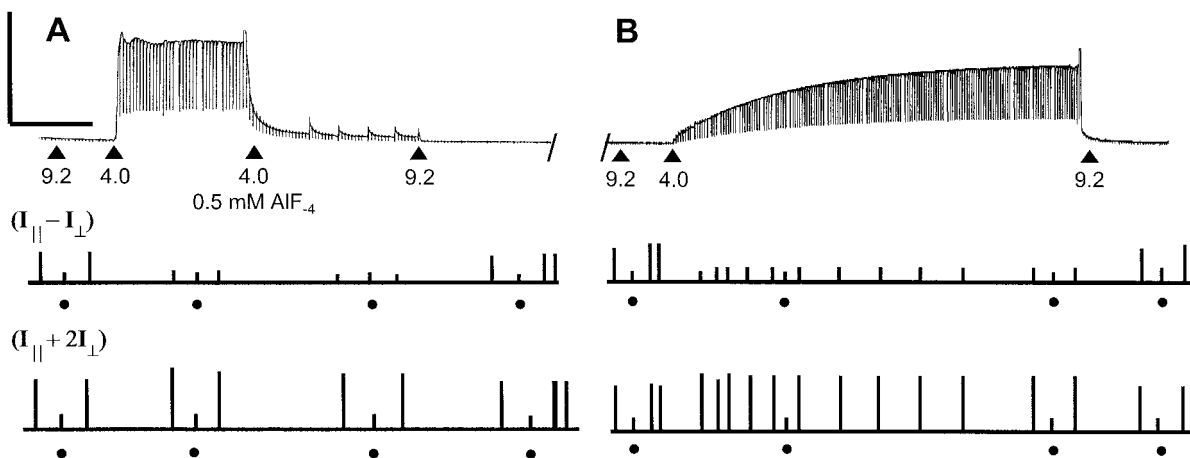 A
B
9.2 4.0 4.0 9.2
0.5 mM AlF-4
9.2 4.0 9.2
(I|| − I⊥)
(I|| + 2I⊥)